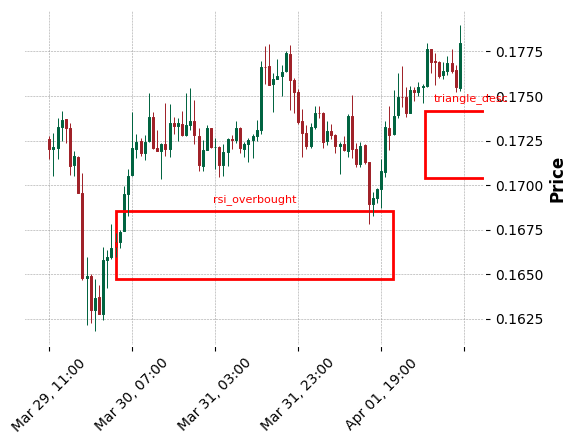 0.1775
0.1750
triangle_desc
0.1725
0.1700
rsi_overbought
0.1675
0.1650
0.1625
Price
Mar 29, 11:00
Mar 30, 07:00
Mar 31, 03:00
Mar 31, 23:00
Apr 01, 19:00